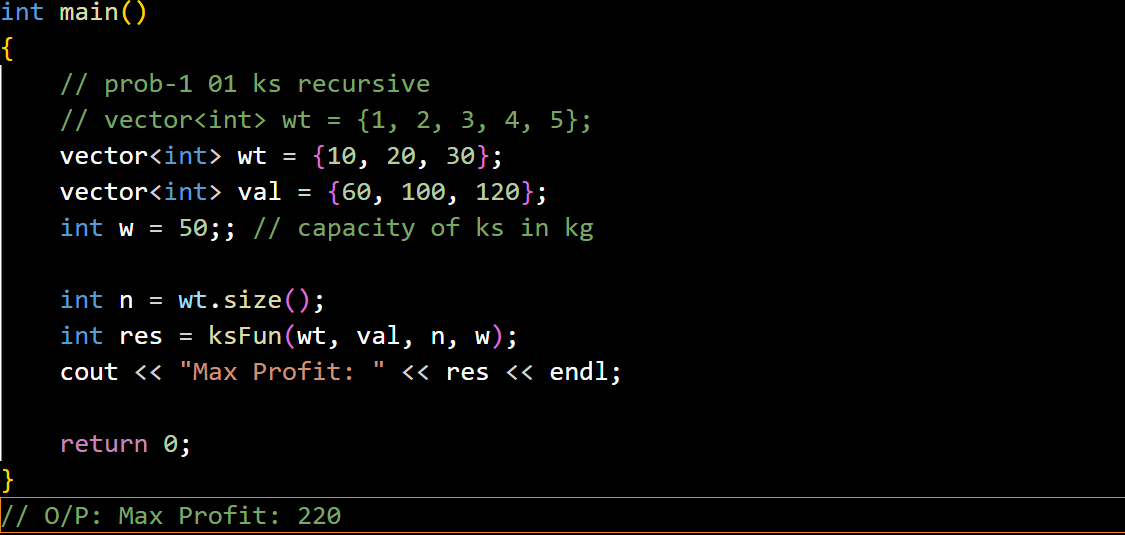 int main()
{
// prob-1 01 ks recursive
// vector<int> wt = {1, 2, 3, 4, 5};
vector<int> wt = {10, 20, 30};
vector<int> val = {60, 100, 120};
int w = 50;; // capacity of ks in kg
int n = wt.size();
int res = ksFun(wt, val, n, w);
cout << "Max Profit: " << res << endl;
return 0;
}
// O/P: Max Profit: 220